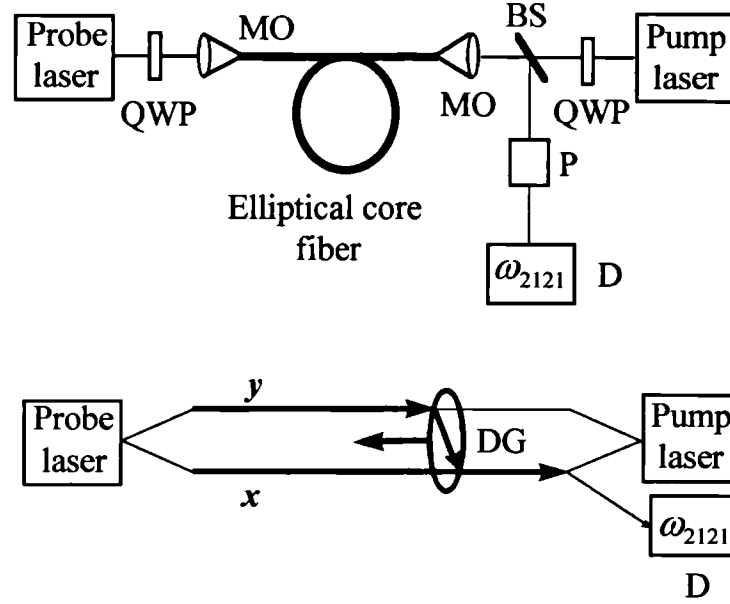 Probe
laser
MO
QWP
Elliptical core
fiber
MO
BS
QWP
Pump
laser
P
ω2121
D
Probe
laser
y
x
DG
Pump
laser
ω2121
D